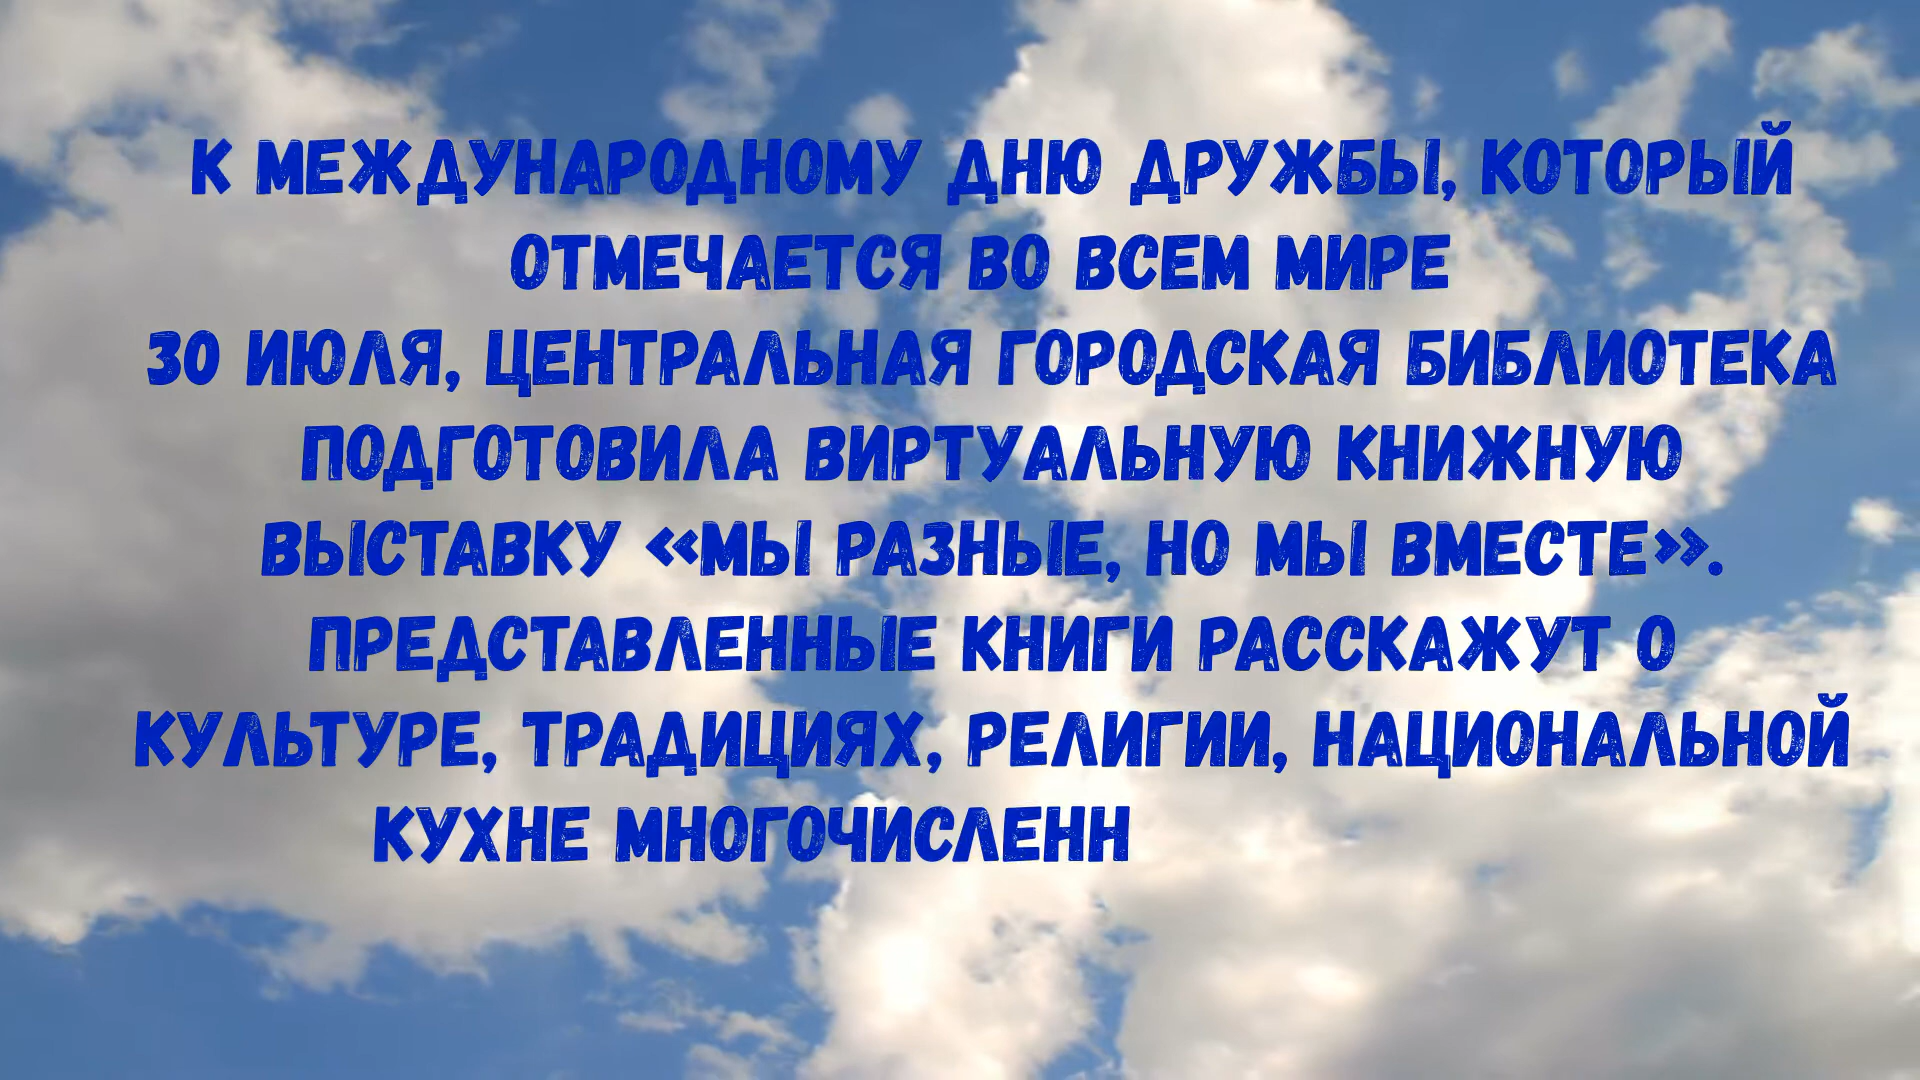 К МЕЖДУНАРОДНОМУ ДНЮ ДРУЖБЫ, КОТОРЫЙ
ОТМЕЧАЕТСЯ ВО ВСЕМ МИРЕ
30 ИЮЛЯ, ЦЕНТРАЛЬНАЯ ГОРОДСКАЯ БИБЛИОТЕКА
ПОДГОТОВИЛА ВИРТУАЛЬНУЮ КНИЖНУЮ
ВЫСТАВКУ «МЫ РАЗНЫЕ, НО МЫ ВМЕСТЕ».
ПРЕДСТАВЛЕННЫЕ КНИГИ РАССКАЖУТ О
КУЛЬТУРЕ, ТРАДИЦИЯХ, РЕЛИГИИ, НАЦИОНАЛЬНОЙ
КУХНЕ МНОГОЧИСЛЕНН